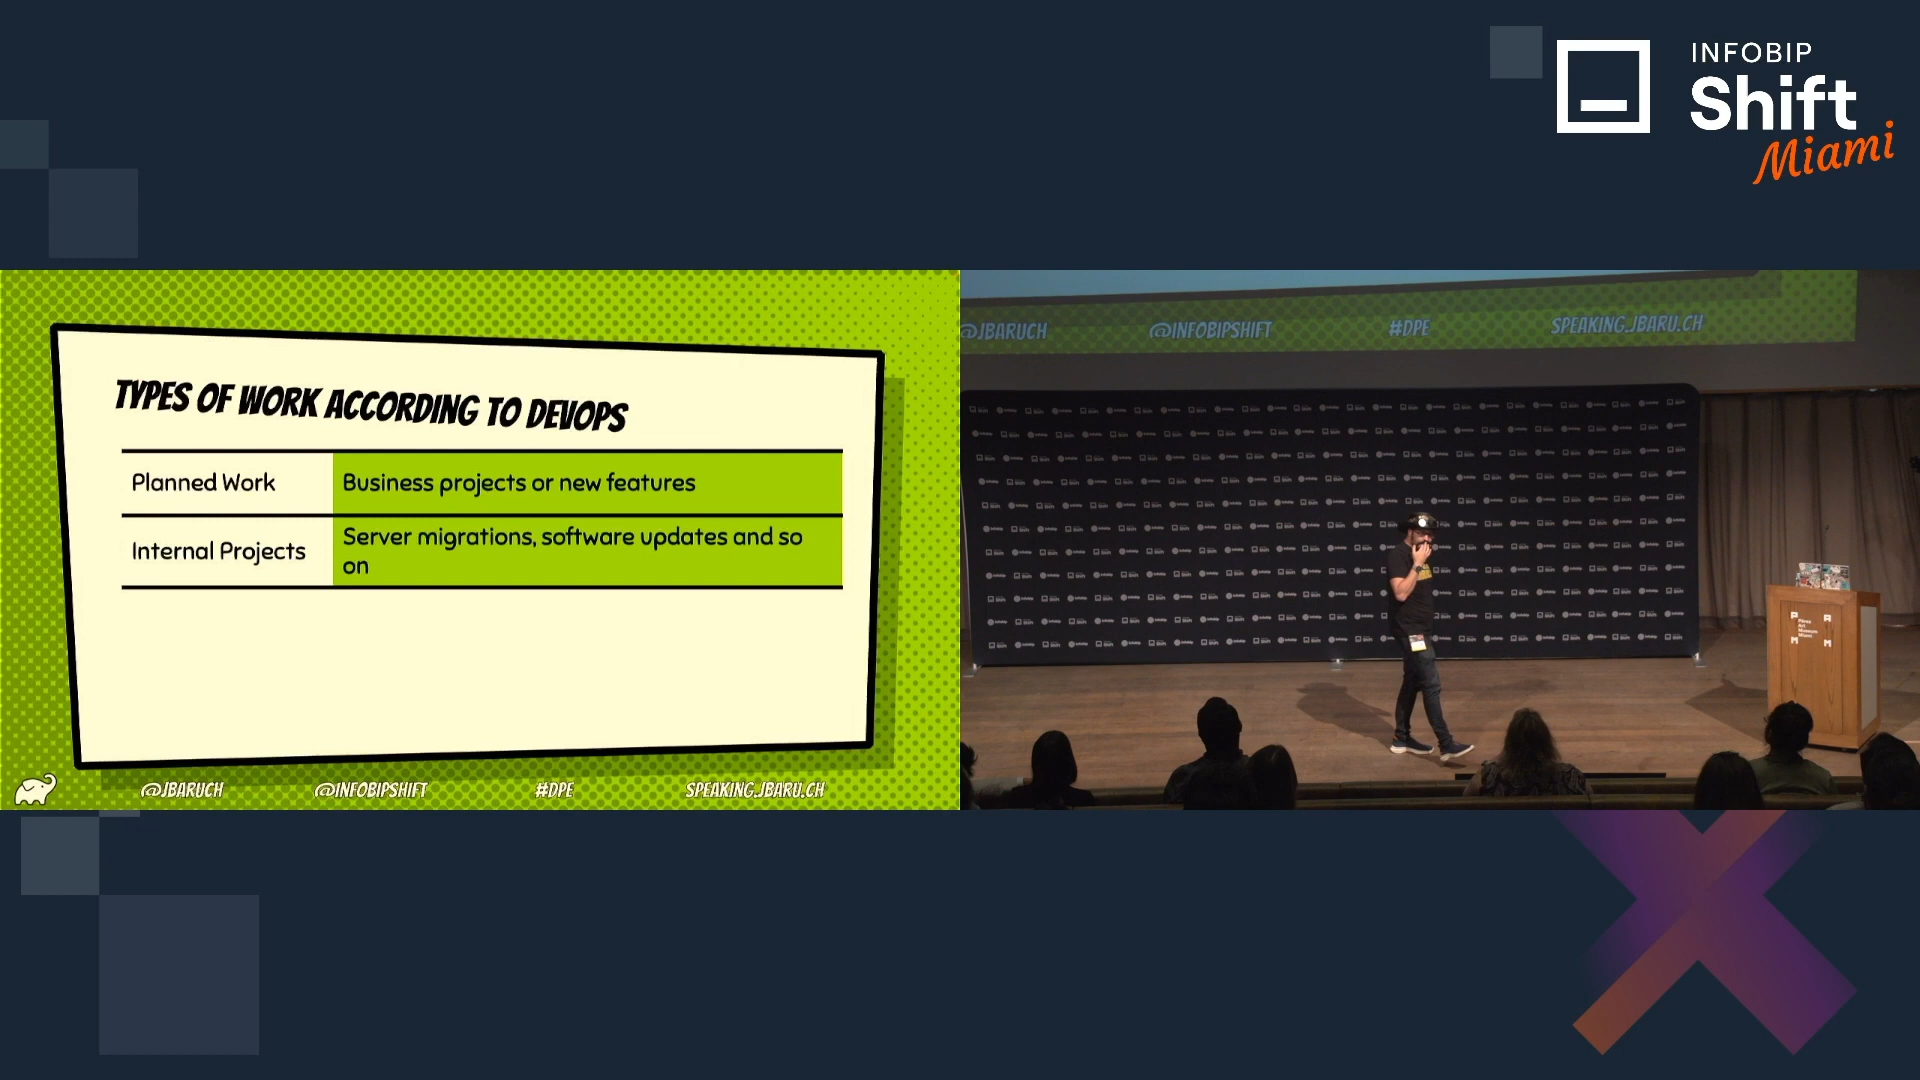 INFOBIP
Shift
Miami
TYPES OF WORK ACCORDING TO DEVOPS
Planned Work
Business projects or new features
Internal Projects
Server migrations, software updates and so
on
@JBARUCH
@INFOBIPSHIFT
#DPE
SPEAKING.JBARU.CH
@JBARUCH
@INFOBIPSHIFT
#DPE
SPEAKING.JBARU.CH